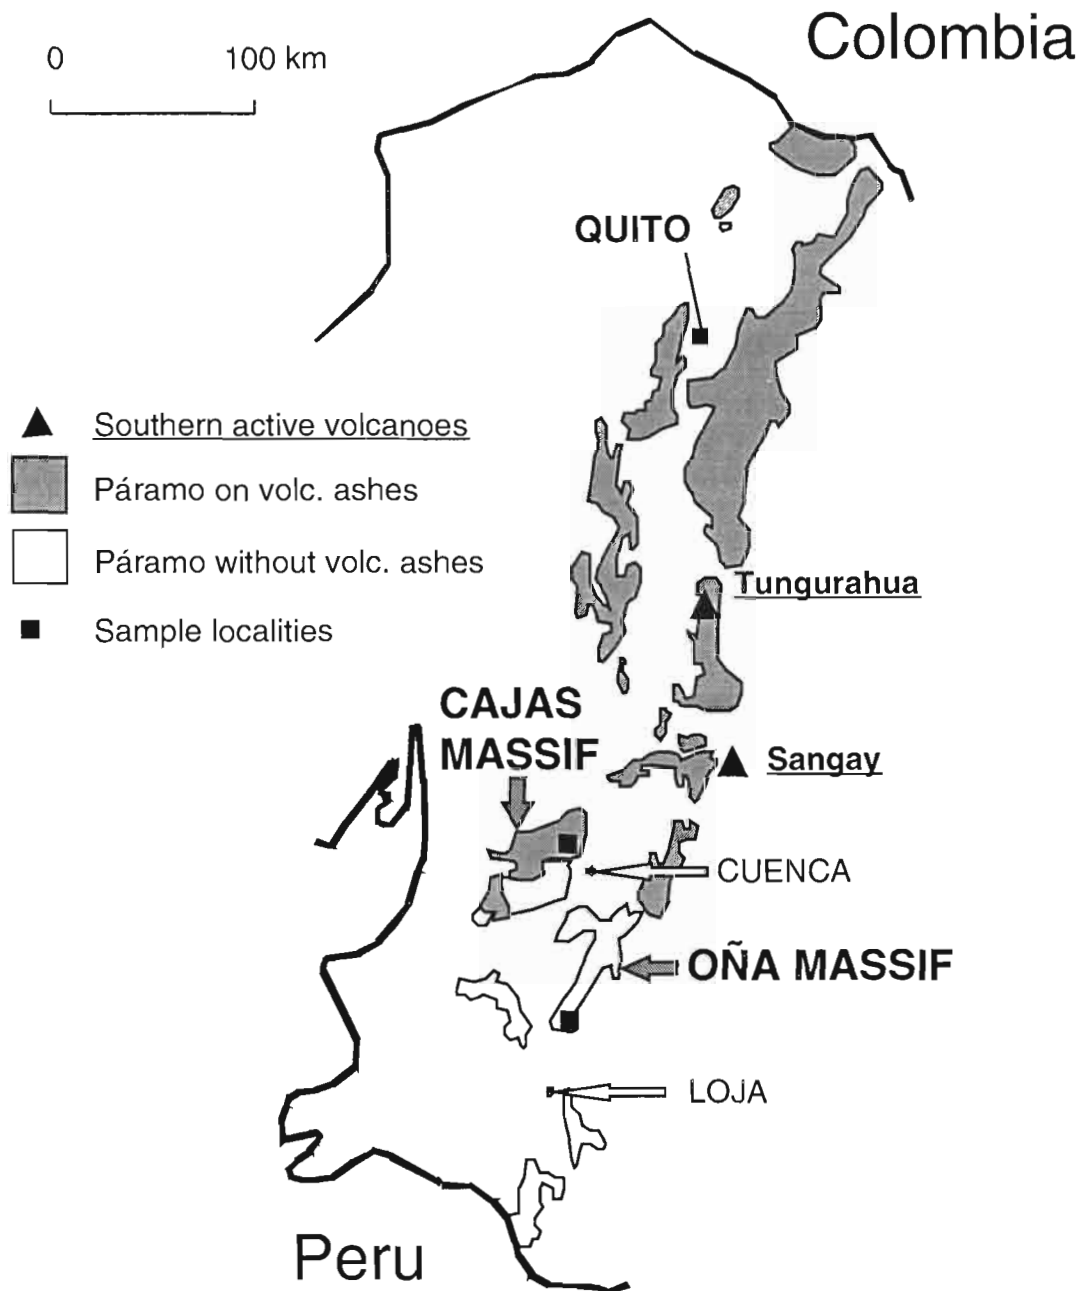 Colombia
0 100 km
QUITO
Southern active volcanoes
Páramo on volc. ashes
Páramo without volc. ashes
Sample localities
Tungurahua
CAJAS
MASSIF
Sangay
CUENCA
OÑA MASSIF
LOJA
Peru